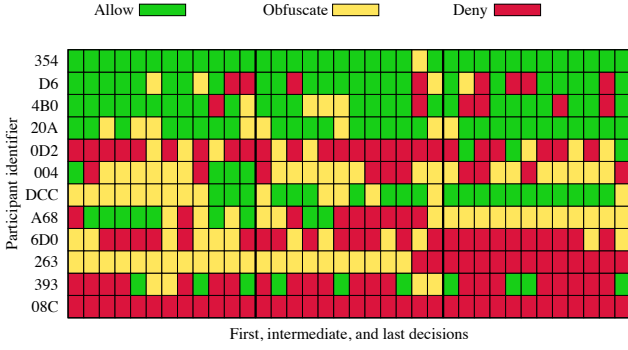 Allow Obfuscate Deny
Participant identifier
354
D6
4B0
20A
0D2
004
DCC
A68
6D0
263
393
08C
First, intermediate, and last decisions